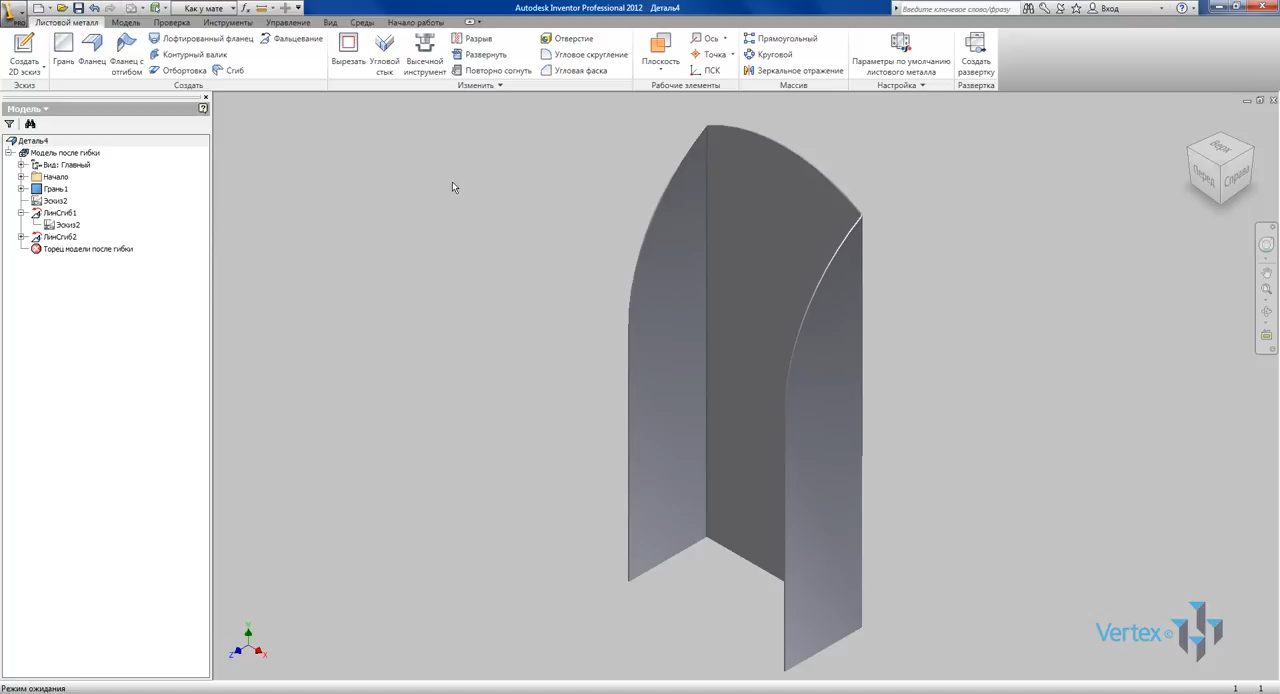 PRO
Как у мате
Autodesk Inventor Professional 2012 Деталь4
Введите ключевое слово/фразу
Вход
Листовой металл Модель Проверка Инструменты Управление Вид Среды Начало работы
Создать
2D эскиз
Эскиз
Грань
Фланец
Фланец с
отгибом
Лофтированный фланец
Контурный валик
Отбортовка
Фальцевание
Сгиб
Создать
Вырезать
Угловой
стык
Высечной
инструмент
Разрыв
Развернуть
Повторно согнуть
Отверстие
Угловое скругление
Угловая фаска
Изменить
Плоскость
Ось
Точка
ПСК
Рабочие элементы
Прямоугольный
Круговой
Зеркальное отражение
Массив
Параметры по умолчанию
листового металла
Настройка
Создать
развертку
Развертка
Модель
Деталь4
Модель после гибки
Вид: Главный
Начало
Грань1
Эскиз2
ЛинСгиб1
Эскиз2
ЛинСгиб2
Торец модели после гибки
Верх
Перед
Справа
Y
Z
X
Vertex ©
Режим ожидания
1 1